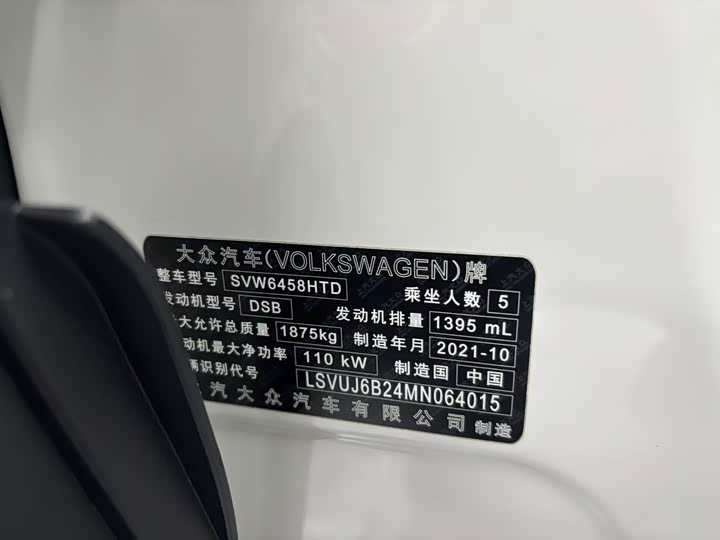 大众汽车(VOLKSWAGEN)牌
整车型号 SVW6458HTD 乘坐人数 5
发动机型号 DSB 发动机排量 1395 mL
大允许总质量 1875kg 制造年月 2021-10
动机最大净功率 110 kW 制造国 中国
辆识别代号 LSVUJ6B24MN064015
汽大众汽车有限公司 制造